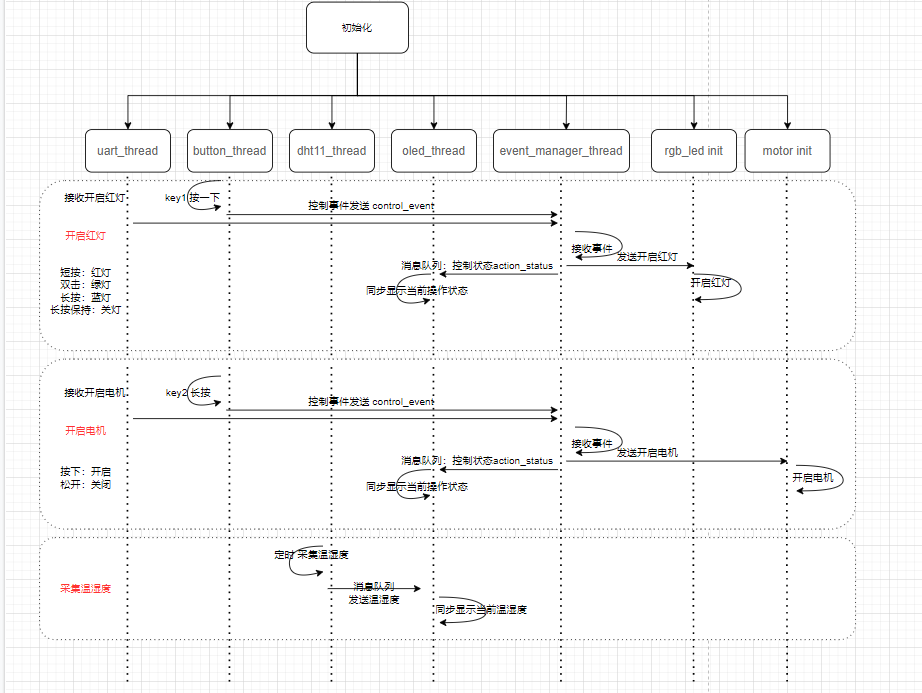 初始化
uart_thread
button_thread
dht11_thread
oled_thread
event_manager_thread
rgb_led init
motor init
接收开启红灯
key1 按一下
控制事件发送 control_event
开启红灯
接收事件
发送开启红灯
消息队列：控制状态action_status
短按：红灯
双击：绿灯
长按：蓝灯
长按保持：关灯
同步显示当前操作状态
开启红灯
接收开启电机
key2 长按
控制事件发送 control_event
开启电机
接收事件
发送开启电机
消息队列：控制状态action_status
按下：开启
松开：关闭
同步显示当前操作状态
开启电机
定时 采集温湿度
采集温湿度
消息队列
发送温湿度
同步显示当前温湿度